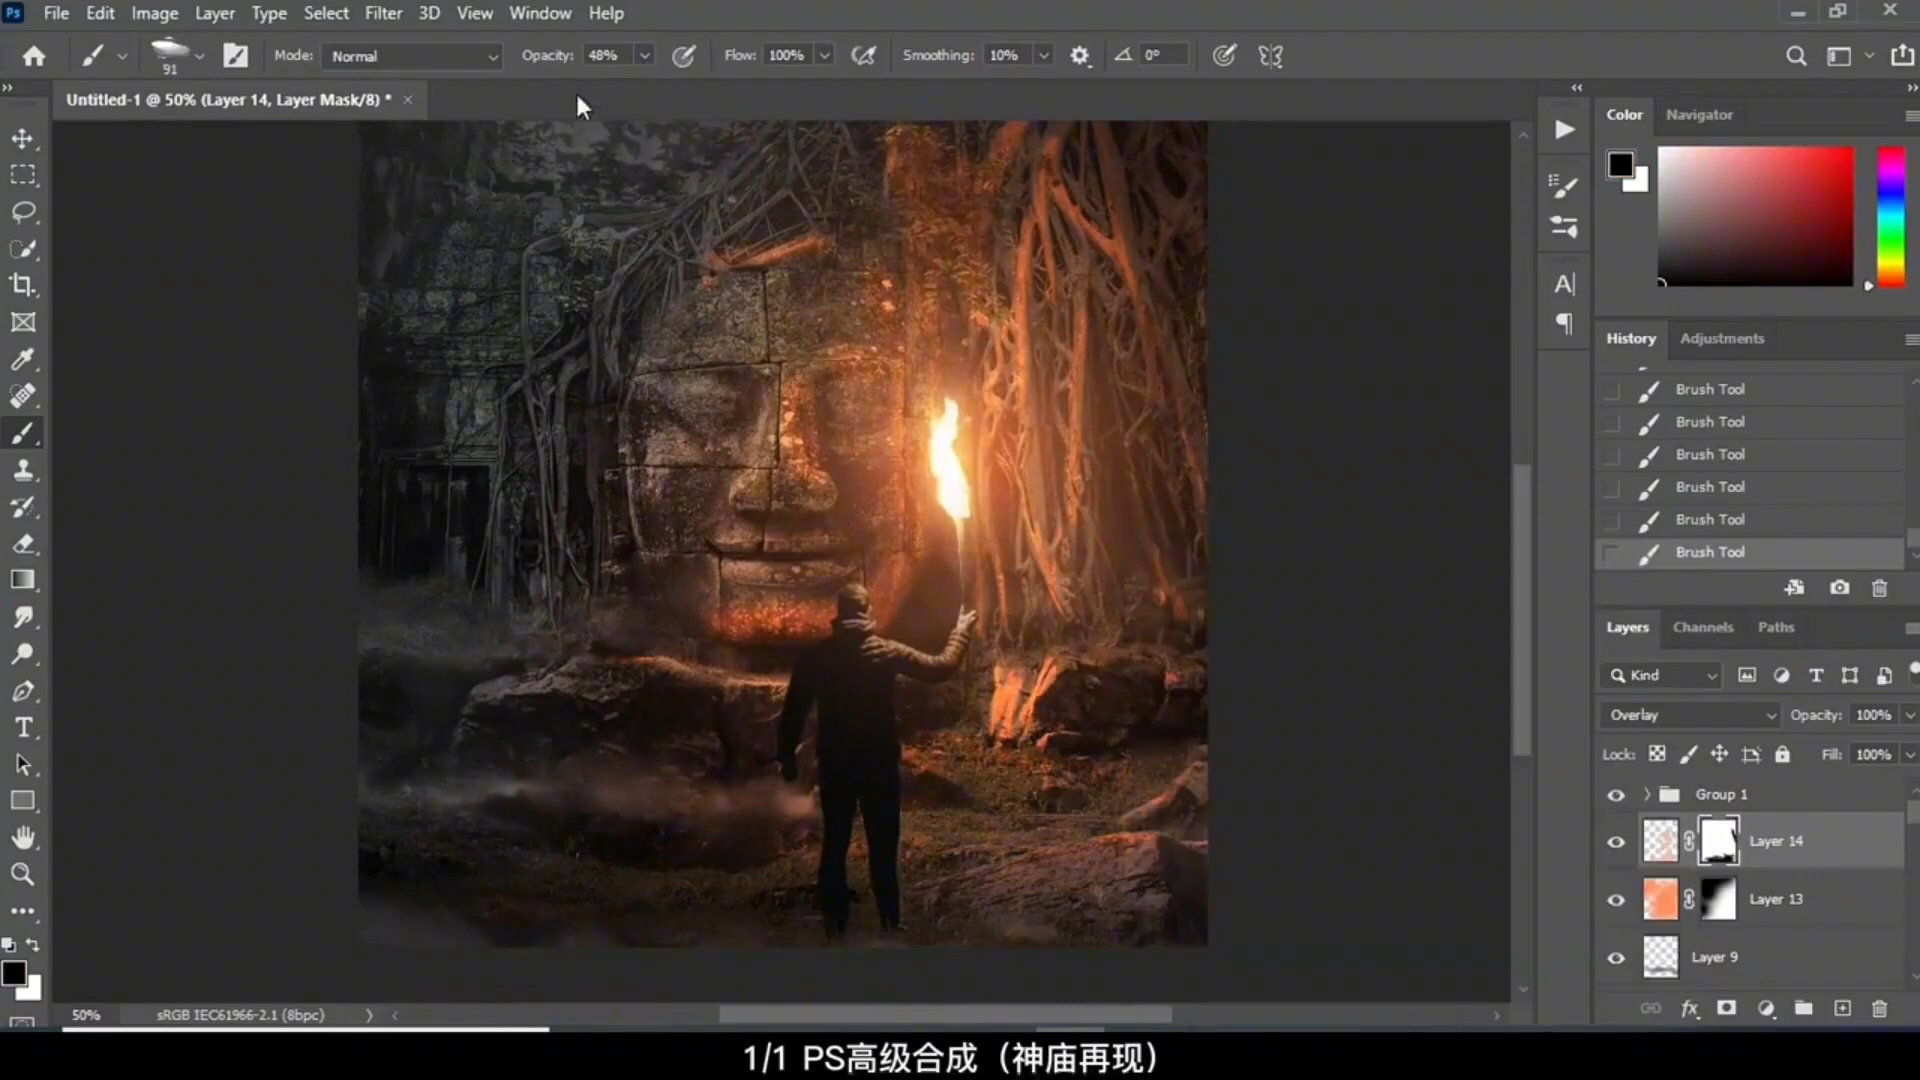 Ps File Edit Image Layer Type Select Filter 3D View Window Help
91 Mode: Normal Opacity: 48% Flow: 100% Smoothing: 10% 0°
Untitled-1 @ 50% (Layer 14, Layer Mask/8) *
Color Navigator
History Adjustments
Brush Tool
Brush Tool
Brush Tool
Brush Tool
Brush Tool
Brush Tool
Layers Channels Paths
Kind
Overlay Opacity: 100%
Lock: Fill: 100%
Group 1
Layer 14
Layer 13
Layer 9
50% sRGB IEC61966-2.1 (8bpc)
1/1 PS高级合成（神庙再现）